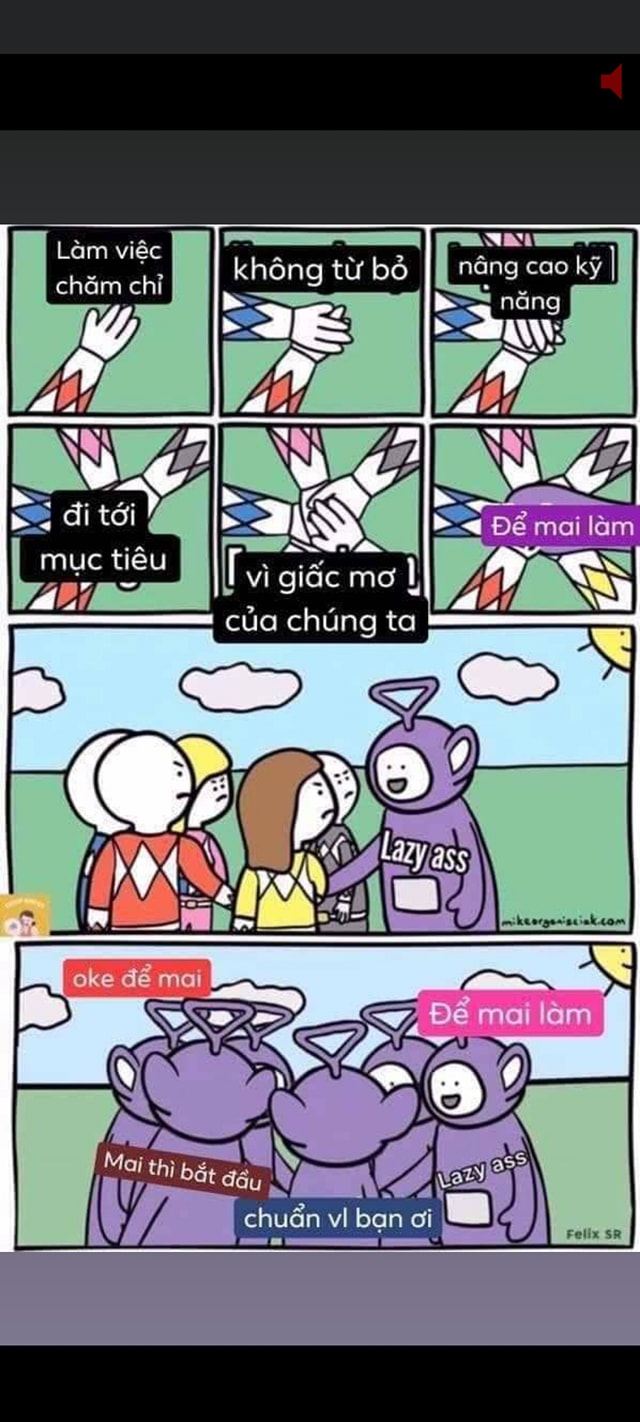 Làm việc
chăm chỉ
không từ bỏ
nâng cao kỹ
năng
đi tới
mục tiêu
vì giấc mơ
của chúng ta
Để mai làm
Lazy ass
mikeorganisciak.com
oke để mai
Để mai làm
Mai thì bắt đầu
Lazy ass
chuẩn vl bạn ơi
Felix SR